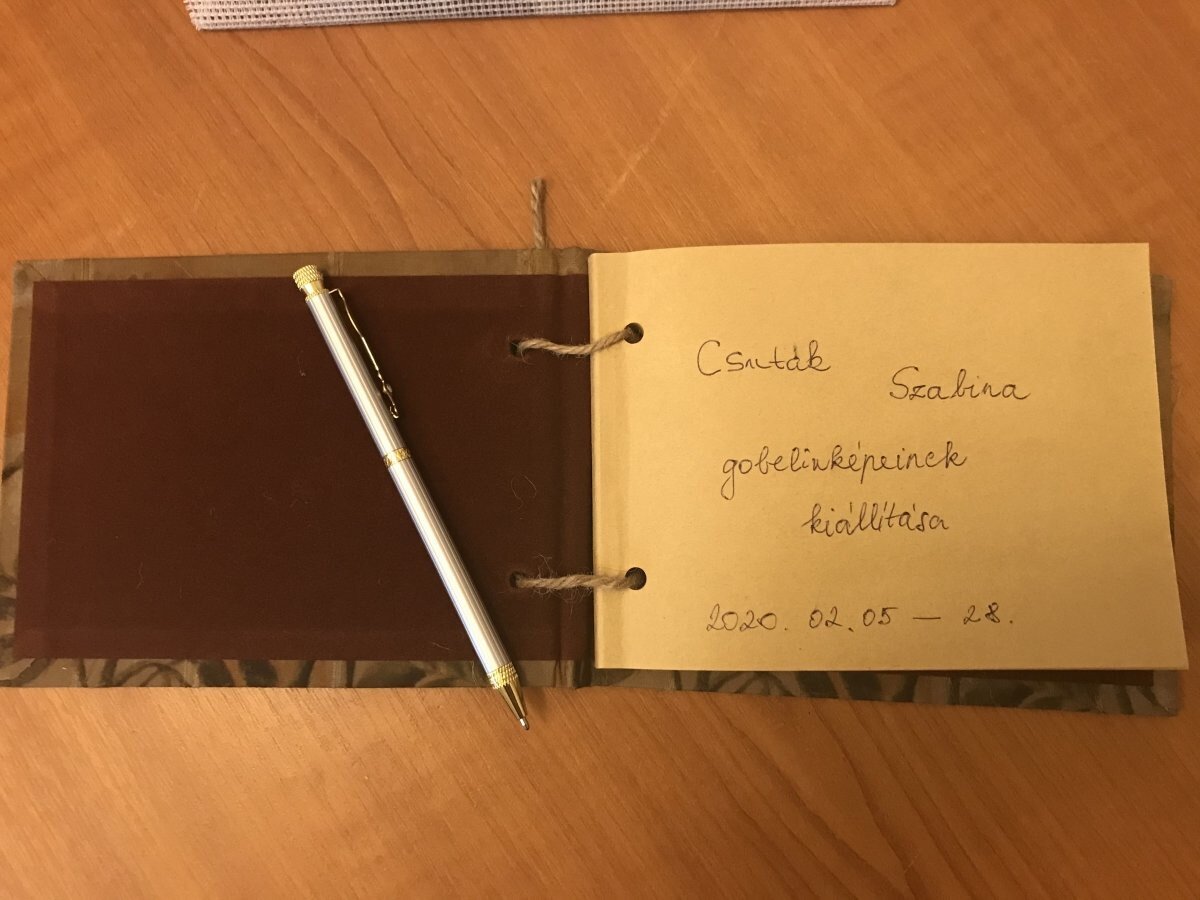 Csuták
Szabina
gobelinképeinek
kiállítása
2020. 02. 05 — 28.